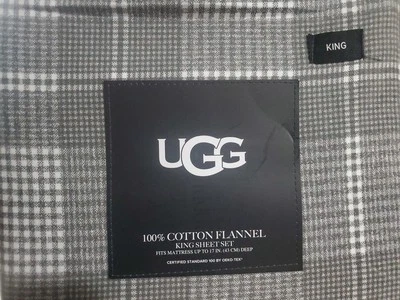 KING
UGG
100% COTTON FLANNEL
KING SHEET SET
FITS MATTRESS UP TO 17 IN. (43 CM) DEEP
CERTIFIED STANDARD 100 BY OEKO-TEX®